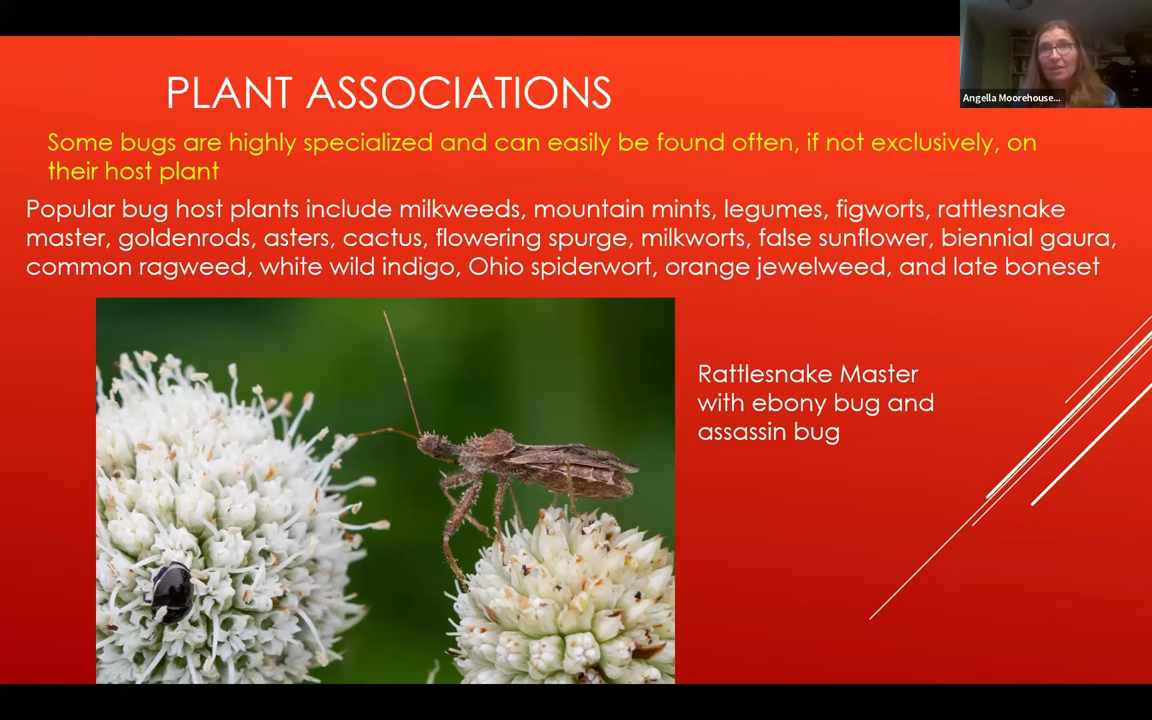 PLANT ASSOCIATIONS
Angella Moorehouse...
Some bugs are highly specialized and can easily be found often, if not exclusively, on
their host plant
Popular bug host plants include milkweeds, mountain mints, legumes, figworts, rattlesnake
master, goldenrods, asters, cactus, flowering spurge, milkworts, false sunflower, biennial gaura,
common ragweed, white wild indigo, Ohio spiderwort, orange jewelweed, and late boneset
Rattlesnake Master
with ebony bug and
assassin bug